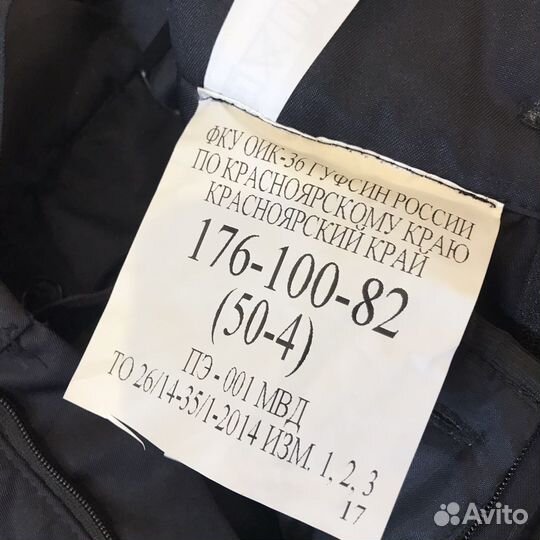 ФКУ ОИК-36 ГУФСИН РОССИИ
ПО КРАСНОЯРСКОМУ КРАЮ
КРАСНОЯРСКИЙ КРАЙ
176-100-82
(50-4)
ПЭ - 001 МВД
ТО 26/14-35/1-2014 ИЗМ. 1, 2, 3
17
Avito